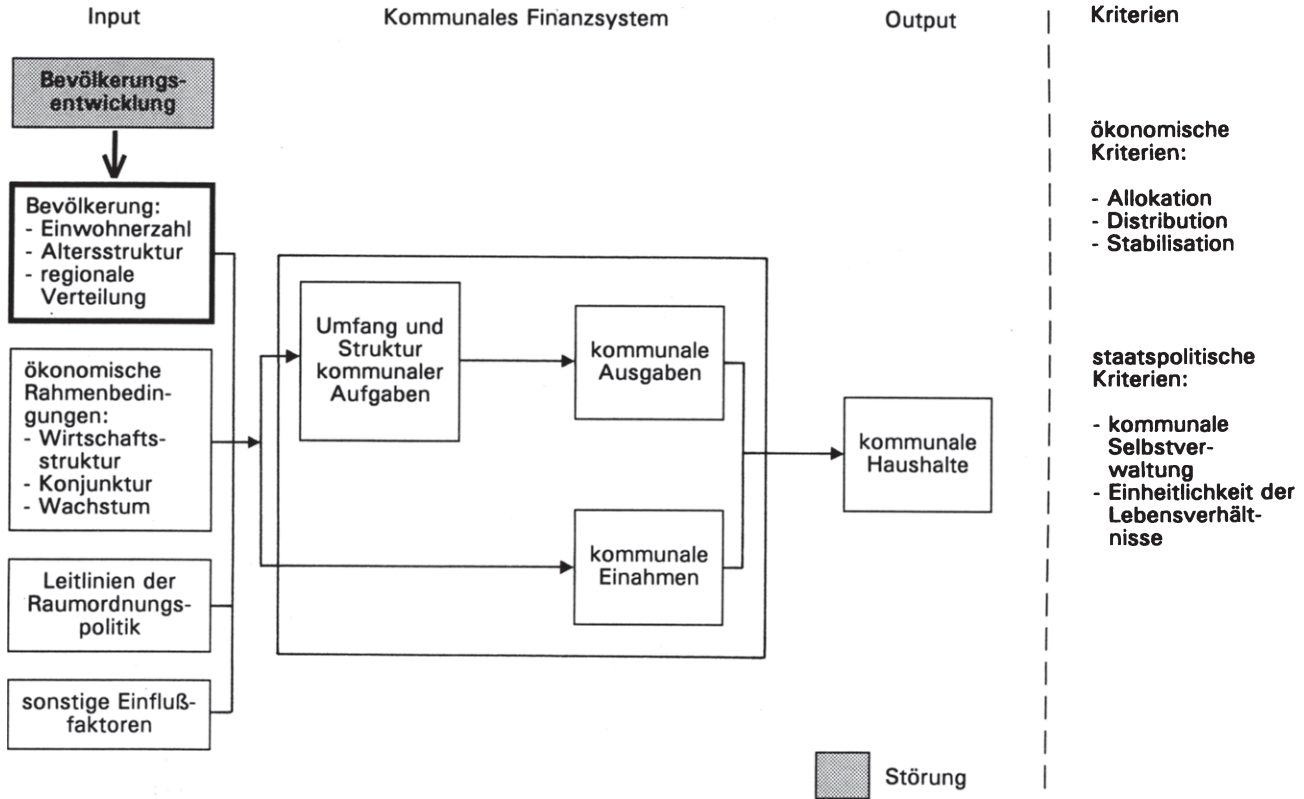 Input
Kommunales Finanzsystem
Output
Kriterien
Bevölkerungs-
entwicklung
Bevölkerung:
- Einwohnerzahl
- Altersstruktur
- regionale
Verteilung
ökonomische
Rahmenbedin-
gungen:
- Wirtschafts-
struktur
- Konjunktur
- Wachstum
Leitlinien der
Raumordnungs-
politik
sonstige Einfluß-
faktoren
Umfang und
Struktur
kommunaler
Aufgaben
kommunale
Ausgaben
kommunale
Einahmen
kommunale
Haushalte
ökonomische
Kriterien:
- Allokation
- Distribution
- Stabilisation
staatspolitische
Kriterien:
- kommunale
Selbstver-
waltung
- Einheitlichkeit der
Lebensverhält-
nisse
Störung